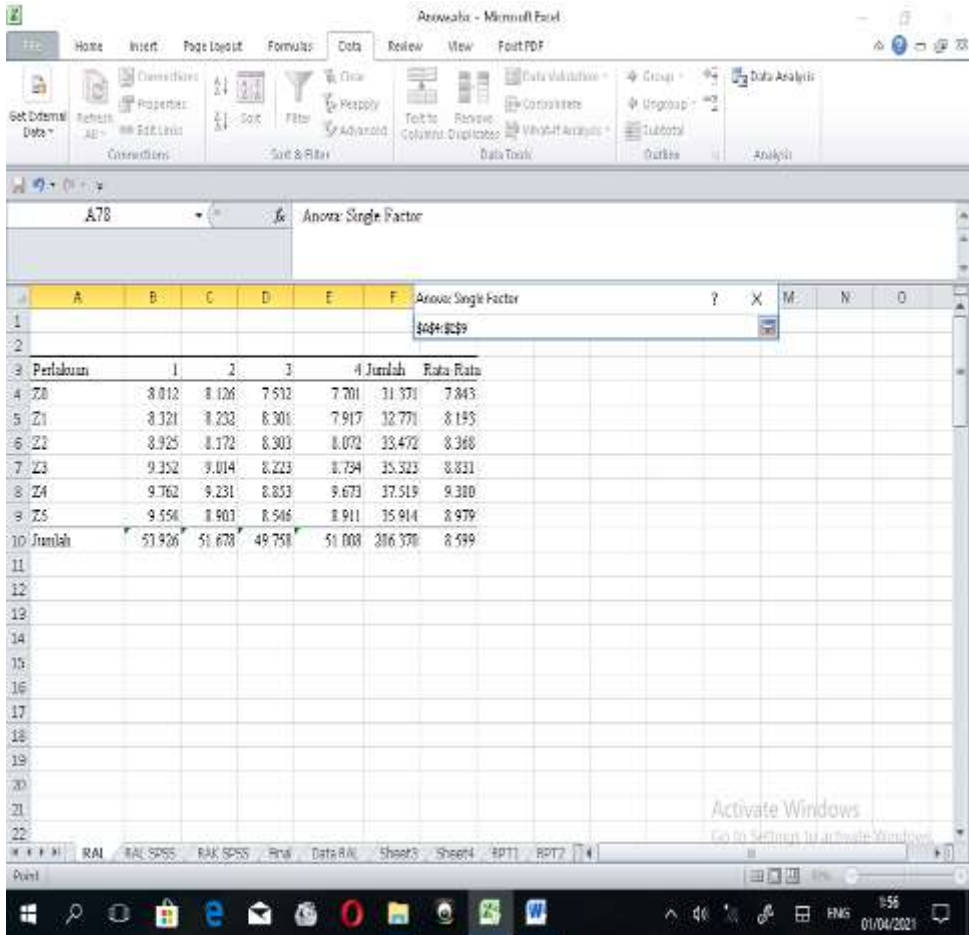 Anova.xlsx - Microsoft Excel
File Home Insert Page Layout Formulas Data Review View Foxit PDF
Get External Data
Refresh All
Connections
Properties
Edit Links
Connections
Sort
Filter
Clear
Reapply
Advanced
Sort & Filter
Text to Columns
Remove Duplicates
Data Validation
Consolidate
What-If Analysis
Data Tools
Group
Ungroup
Subtotal
Outline
Data Analysis
Analysis
A78 fx Anova: Single Factor
A B C D E F M N O
Anova: Single Factor ? X
$A$4:$E$9
1
2
3 Perlakuan 1 2 3 4 Jumlah Rata-Rata
4 Z0 8.012 8.126 7.532 7.701 31.371 7.843
5 Z1 8.321 8.232 8.301 7.917 32.771 8.193
6 Z2 8.925 8.172 8.303 8.072 33.472 8.368
7 Z3 9.352 9.014 8.223 8.734 35.323 8.831
8 Z4 9.762 9.231 8.853 9.673 37.519 9.380
9 Z5 9.554 8.903 8.546 8.911 35.914 8.979
10 Jumlah 53.926 51.678 49.758 51.008 206.370 8.599
11
12
13
14
15
16
17
18
19
20
21
22
Activate Windows
Go to Settings to activate Windows.
RAL RAL SPSS RAK SPSS Final Data RAL Sheet3 Sheet4 RPT1 RPT2
Point
ENG
1:56
01/04/2021